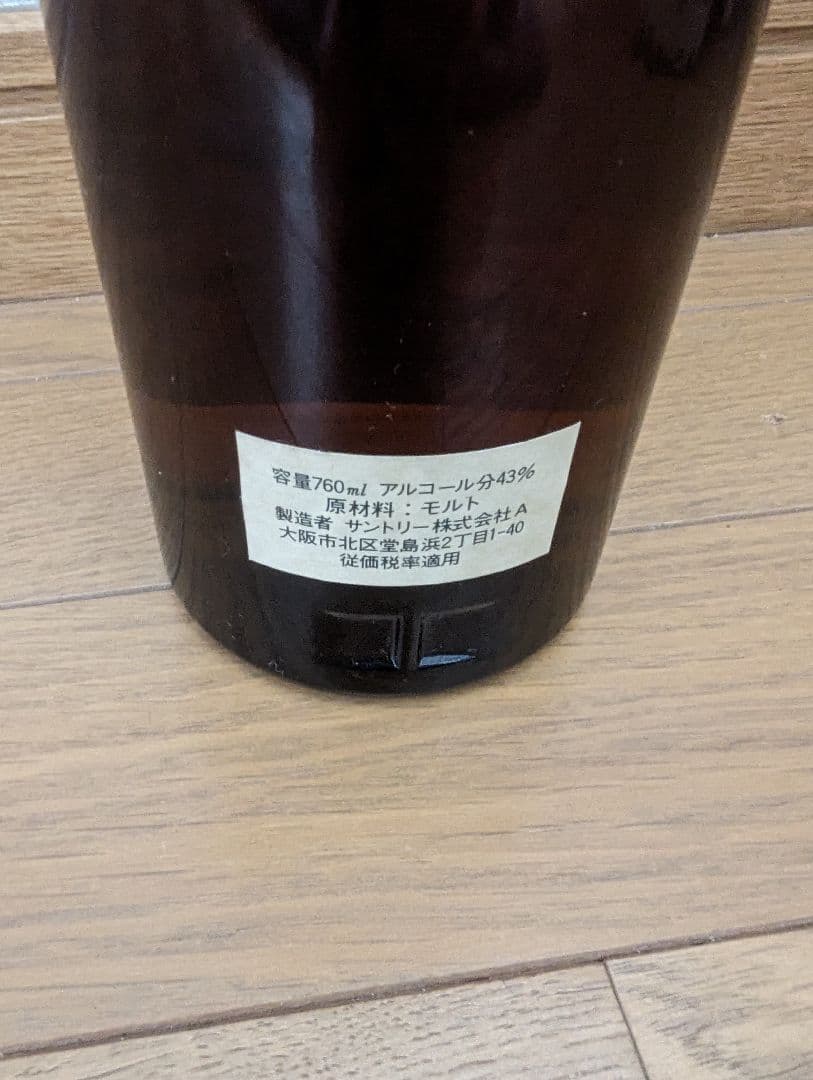 容量760ml アルコール分43%
原材料：モルト
製造者 サントリー株式会社A
大阪市北区堂島浜2丁目1-40
従価税率適用